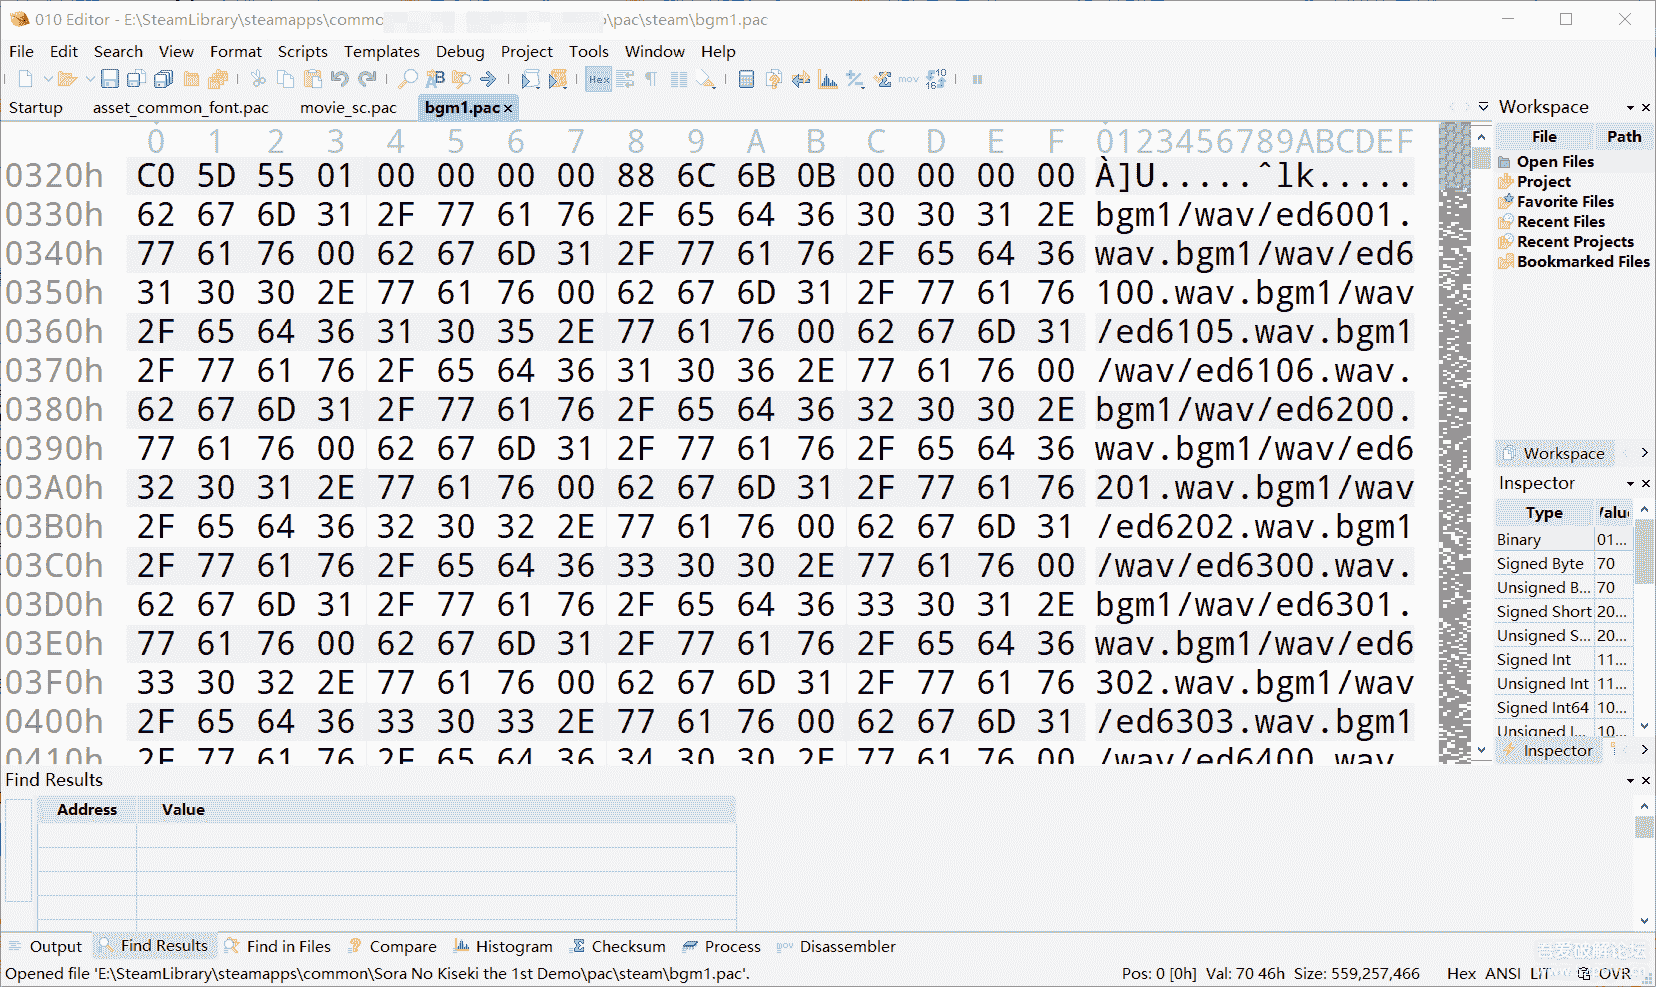 010 Editor - E:\SteamLibrary\steamapps\commo \pac\steam\bgm1.pac
File Edit Search View Format Scripts Templates Debug Project Tools Window Help
Startup asset_common_font.pac movie_sc.pac bgm1.pac
0 1 2 3 4 5 6 7 8 9 A B C D E F 0123456789ABCDEF
0320h C0 5D 55 01 00 00 00 00 88 6C 6B 0B 00 00 00 00 À]U.....ˆlk.....
0330h 62 67 6D 31 2F 77 61 76 2F 65 64 36 30 30 31 2E bgm1/wav/ed6001.
0340h 77 61 76 00 62 67 6D 31 2F 77 61 76 2F 65 64 36 wav.bgm1/wav/ed6
0350h 31 30 30 2E 77 61 76 00 62 67 6D 31 2F 77 61 76 100.wav.bgm1/wav
0360h 2F 65 64 36 31 30 35 2E 77 61 76 00 62 67 6D 31 /ed6105.wav.bgm1
0370h 2F 77 61 76 2F 65 64 36 31 30 36 2E 77 61 76 00 /wav/ed6106.wav.
0380h 62 67 6D 31 2F 77 61 76 2F 65 64 36 32 30 30 2E bgm1/wav/ed6200.
0390h 77 61 76 00 62 67 6D 31 2F 77 61 76 2F 65 64 36 wav.bgm1/wav/ed6
03A0h 32 30 31 2E 77 61 76 00 62 67 6D 31 2F 77 61 76 201.wav.bgm1/wav
03B0h 2F 65 64 36 32 30 32 2E 77 61 76 00 62 67 6D 31 /ed6202.wav.bgm1
03C0h 2F 77 61 76 2F 65 64 36 33 30 30 2E 77 61 76 00 /wav/ed6300.wav.
03D0h 62 67 6D 31 2F 77 61 76 2F 65 64 36 33 30 31 2E bgm1/wav/ed6301.
03E0h 77 61 76 00 62 67 6D 31 2F 77 61 76 2F 65 64 36 wav.bgm1/wav/ed6
03F0h 33 30 32 2E 77 61 76 00 62 67 6D 31 2F 77 61 76 302.wav.bgm1/wav
0400h 2F 65 64 36 33 30 33 2E 77 61 76 00 62 67 6D 31 /ed6303.wav.bgm1
0410h 2F 77 61 76 2F 65 64 36 34 30 30 2E 77 61 76 00 /wav/ed6400.wav.
Workspace
File Path
Open Files
Project
Favorite Files
Recent Files
Recent Projects
Bookmarked Files
Workspace
Inspector
Type Valu
Binary 01...
Signed Byte 70
Unsigned B... 70
Signed Short 20...
Unsigned S... 20...
Signed Int 11...
Unsigned Int 11...
Signed Int64 10...
Unsigned I... 10...
Inspector
Find Results
Address Value
Output Find Results Find in Files Compare Histogram Checksum Process Disassembler
Opened file 'E:\SteamLibrary\steamapps\common\Sora No Kiseki the 1st Demo\pac\steam\bgm1.pac'. Pos: 0 [0h] Val: 70 46h Size: 559,257,466 Hex ANSI LIT OVR